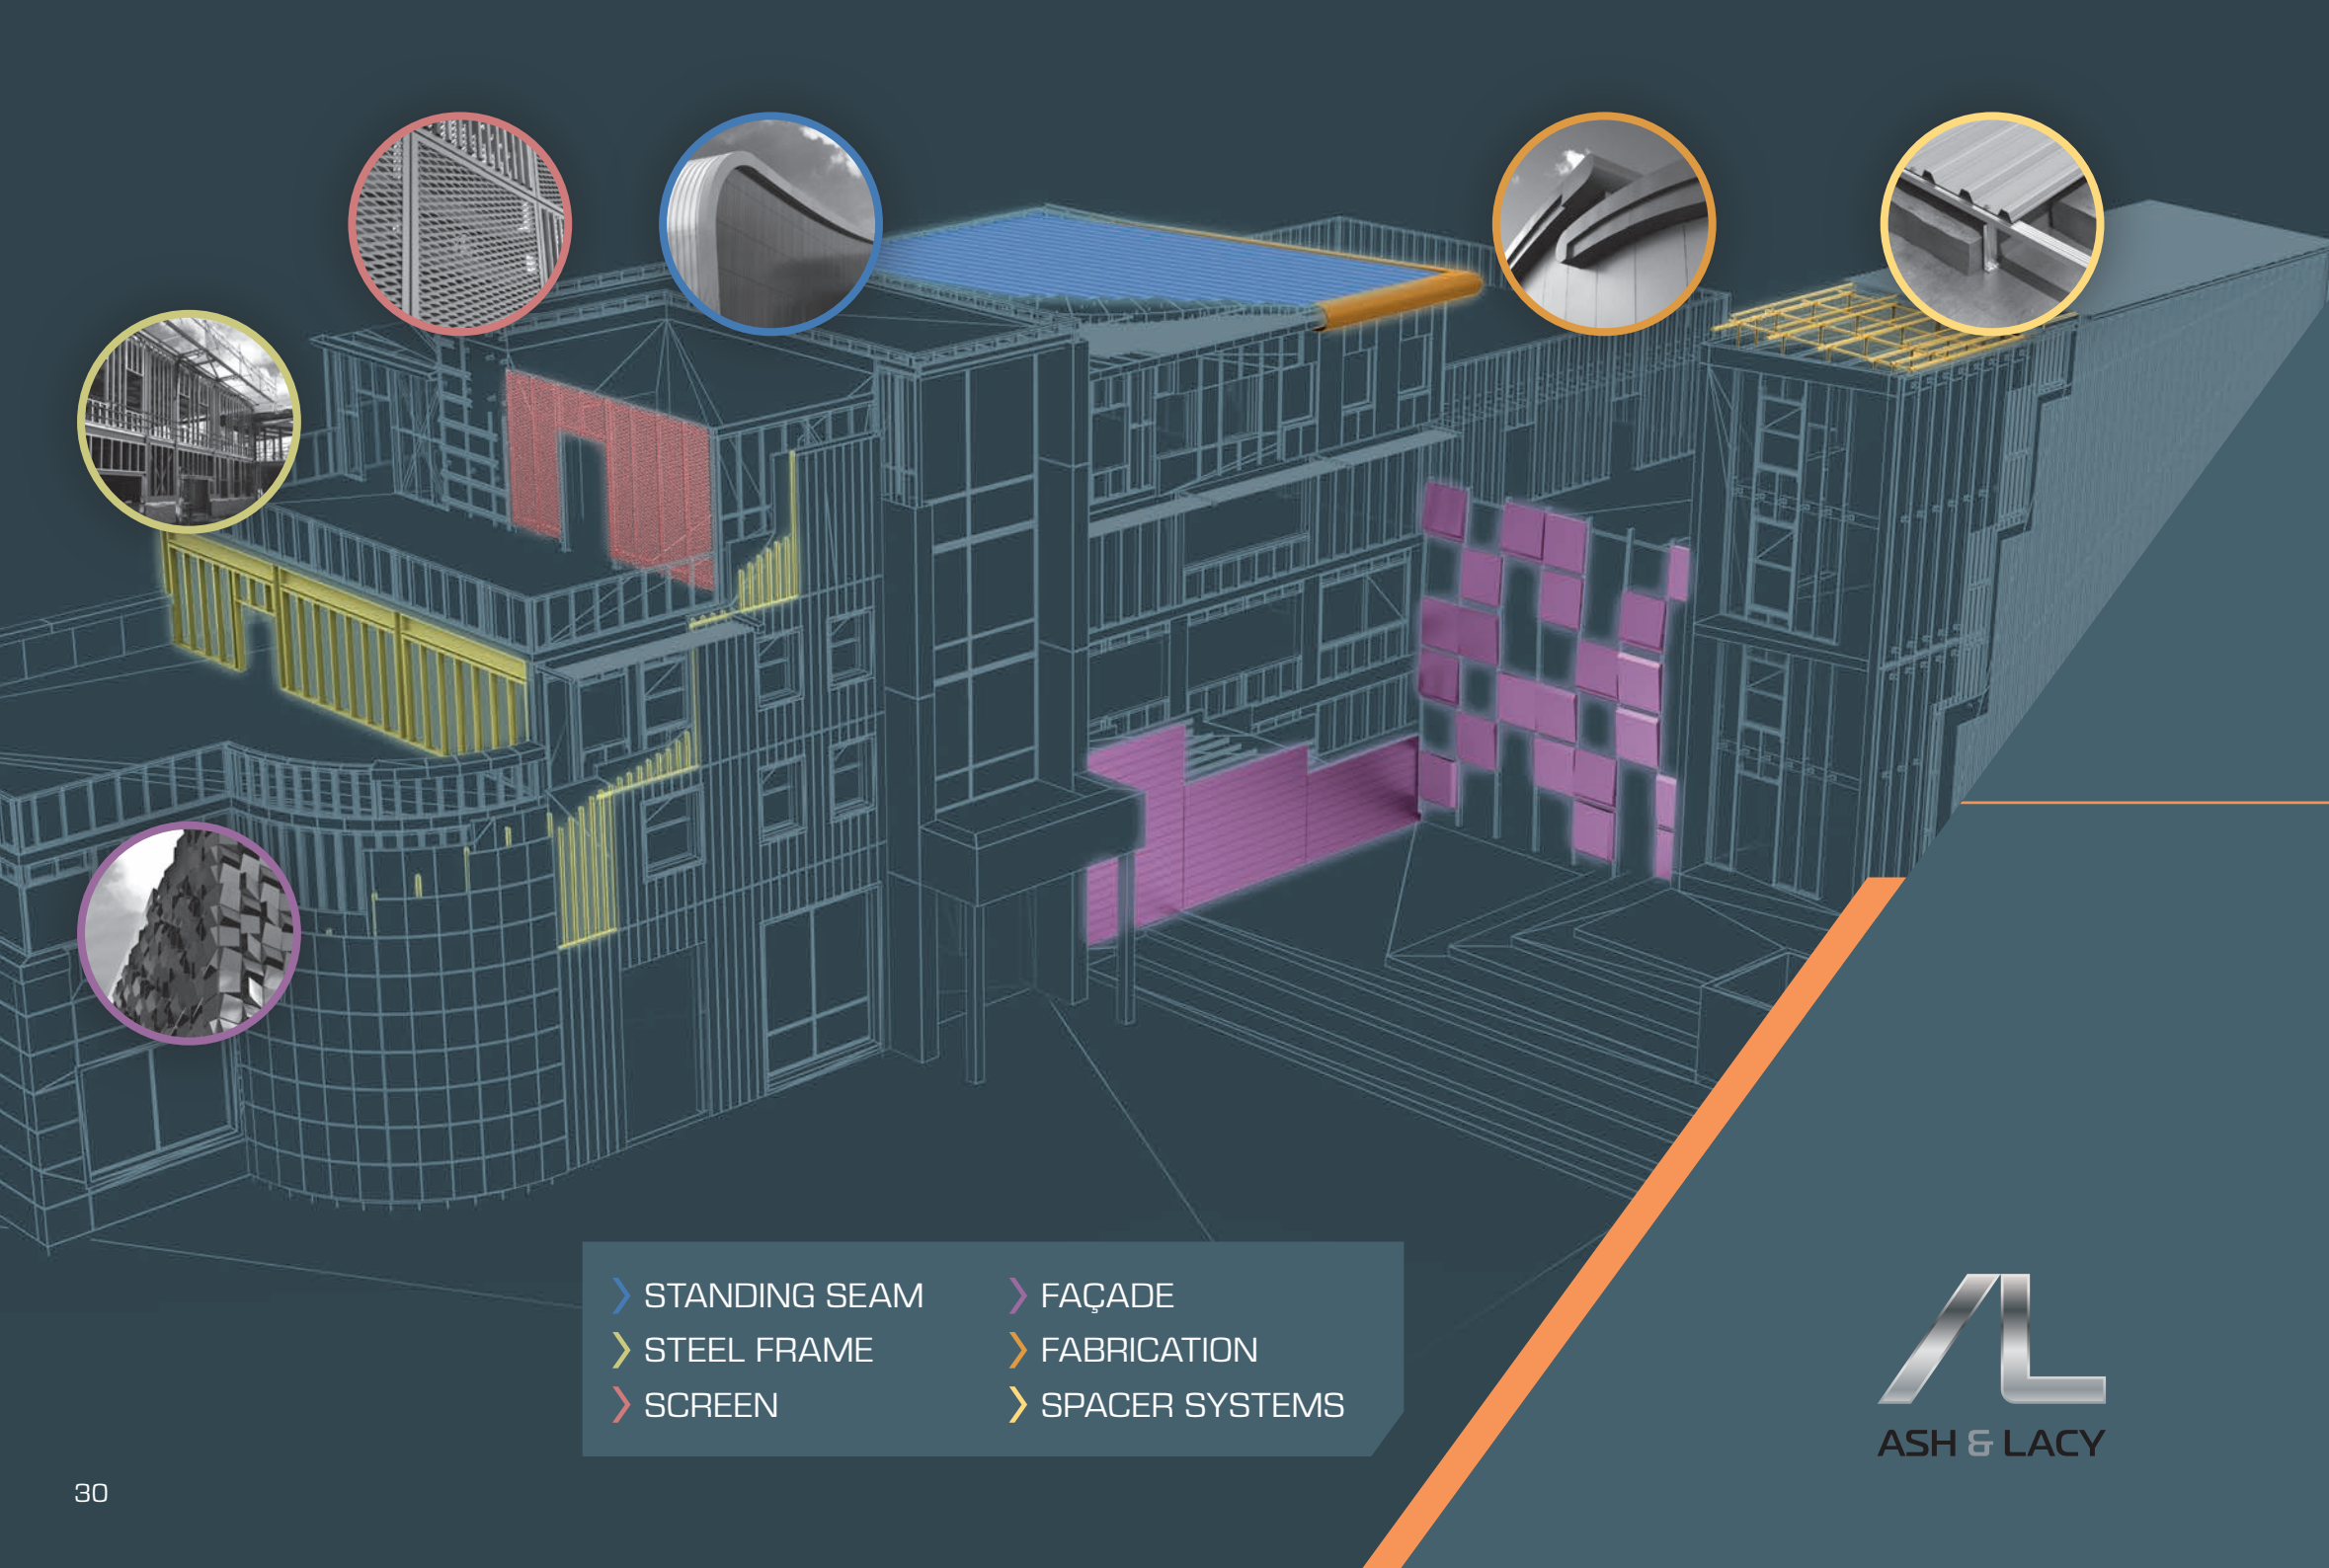 STANDING SEAM
STEEL FRAME
SCREEN
FAÇADE
FABRICATION
SPACER SYSTEMS
ASH & LACY
30